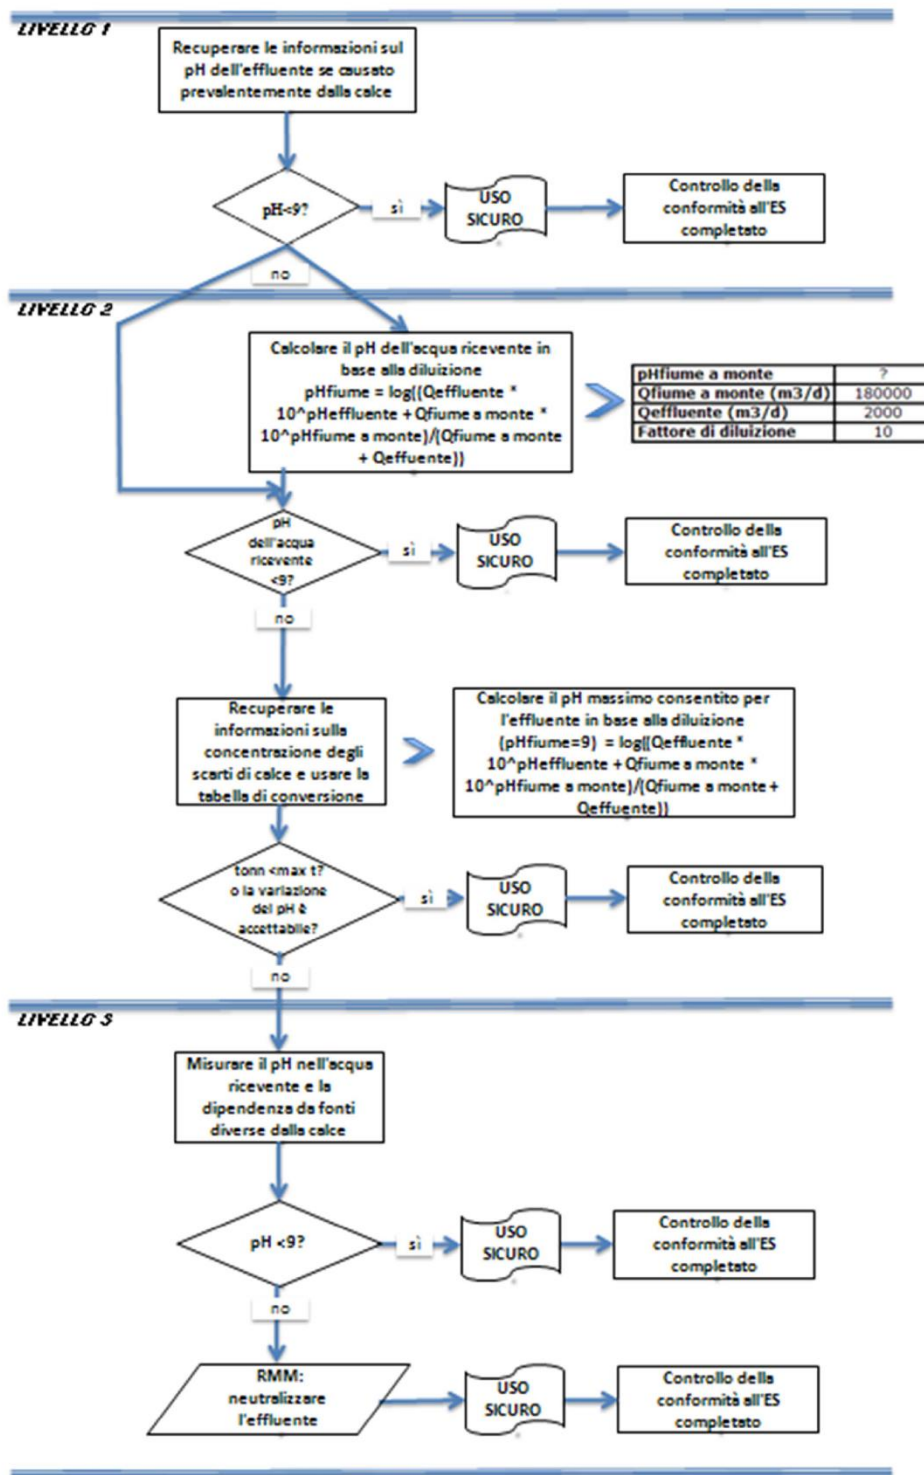 LIVELLO 1
Recuperare le informazioni sul
pH dell'effluente se causato
prevalentemente dalla calce
pH<9?
sì
USO
SICURO
Controllo della
conformità all'ES
completato
no
LIVELLO 2
Calcolare il pH dell'acqua ricevente in
base alla diluizione
pHfiume = log((Qeffluente *
10^pHeffluente + Qfiume a monte *
10^pHfiume a monte)/(Qfiume a monte
+ Qeffuente))
pHfiume a monte ?
Qfiume a monte (m3/d) 180000
Qeffluente (m3/d) 2000
Fattore di diluizione 10
pH
dell'acqua
ricevente
<9?
sì
USO
SICURO
Controllo della
conformità all'ES
completato
no
Recuperare le
informazioni sulla
concentrazione degli
scarti di calce e usare la
tabella di conversione
Calcolare il pH massimo consentito per
l'effluente in base alla diluizione
(pHfiume=9) = log((Qeffluente *
10^pHeffluente + Qfiume a monte *
10^pHfiume a monte)/(Qfiume a monte +
Qeffuente))
tonn <max t?
o la variazione
del pH è
accettabile?
sì
USO
SICURO
Controllo della
conformità all'ES
completato
no
LIVELLO 3
Misurare il pH nell'acqua
ricevente e la
dipendenza da fonti
diverse dalla calce
pH <9?
sì
USO
SICURO
Controllo della
conformità all'ES
completato
no
RMM:
neutralizzare
l'effluente
USO
SICURO
Controllo della
conformità all'ES
completato